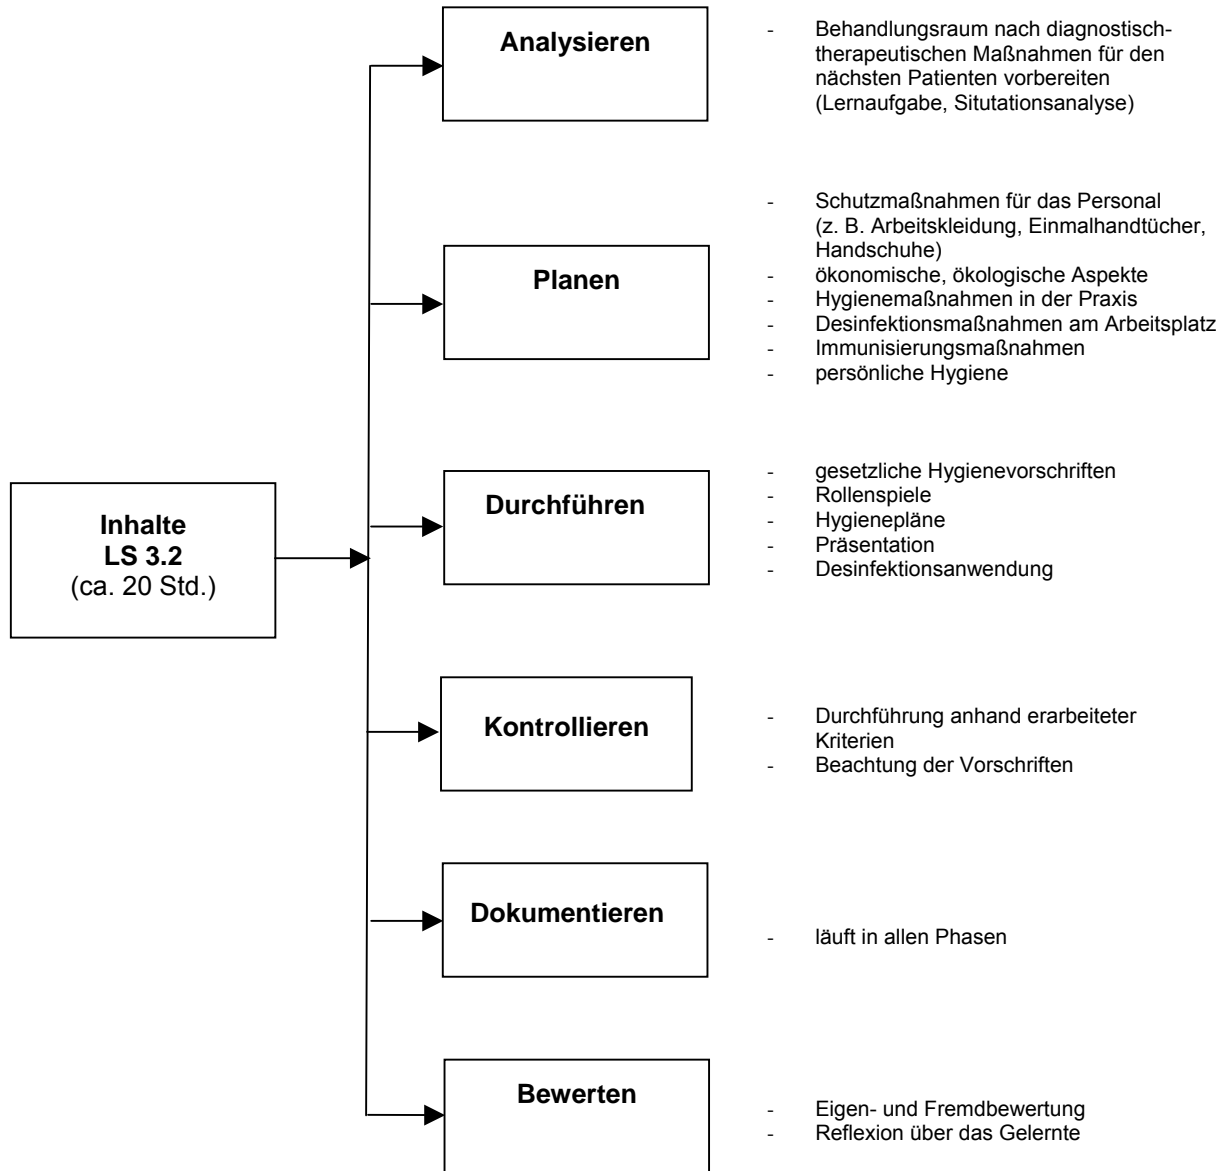 Analysieren
- Behandlungsraum nach diagnostisch-
therapeutischen Maßnahmen für den
nächsten Patienten vorbereiten
(Lernaufgabe, Situtationsanalyse)
Planen
- Schutzmaßnahmen für das Personal
(z. B. Arbeitskleidung, Einmalhandtücher,
Handschuhe)
- ökonomische, ökologische Aspekte
- Hygienemaßnahmen in der Praxis
- Desinfektionsmaßnahmen am Arbeitsplatz
- Immunisierungsmaßnahmen
- persönliche Hygiene
Inhalte
LS 3.2
(ca. 20 Std.)
Durchführen
- gesetzliche Hygienevorschriften
- Rollenspiele
- Hygienepläne
- Präsentation
- Desinfektionsanwendung
Kontrollieren
- Durchführung anhand erarbeiteter
Kriterien
- Beachtung der Vorschriften
Dokumentieren
- läuft in allen Phasen
Bewerten
- Eigen- und Fremdbewertung
- Reflexion über das Gelernte